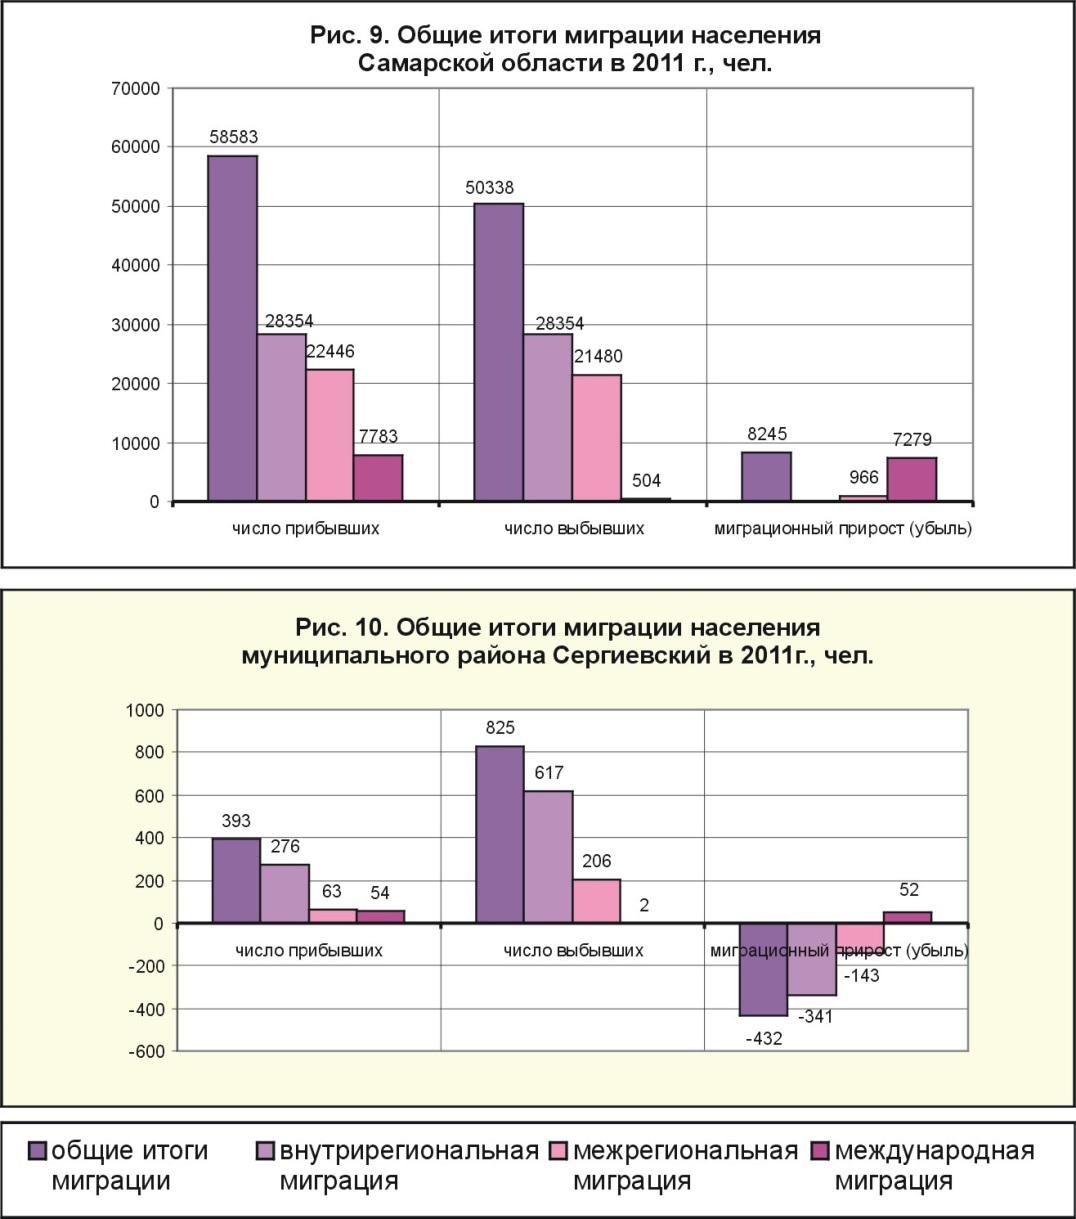 Рис. 9. Общие итоги миграции населения
Самарской области в 2011 г., чел.
70000
60000
50000
40000
30000
20000
10000
0
58583
28354
22446
7783
50338
28354
21480
504
8245
966
7279
число прибывших
число выбывших
миграционный прирост (убыль)
Рис. 10. Общие итоги миграции населения
муниципального района Сергиевский в 2011г., чел.
1000
800
600
400
200
0
-200
-400
-600
393
276
63
54
825
617
206
2
52
-432
-341
-143
число прибывших
число выбывших
миграционный прирост (убыль)
общие итоги
миграции
внутрирегиональная
миграция
межрегиональная
миграция
международная
миграция